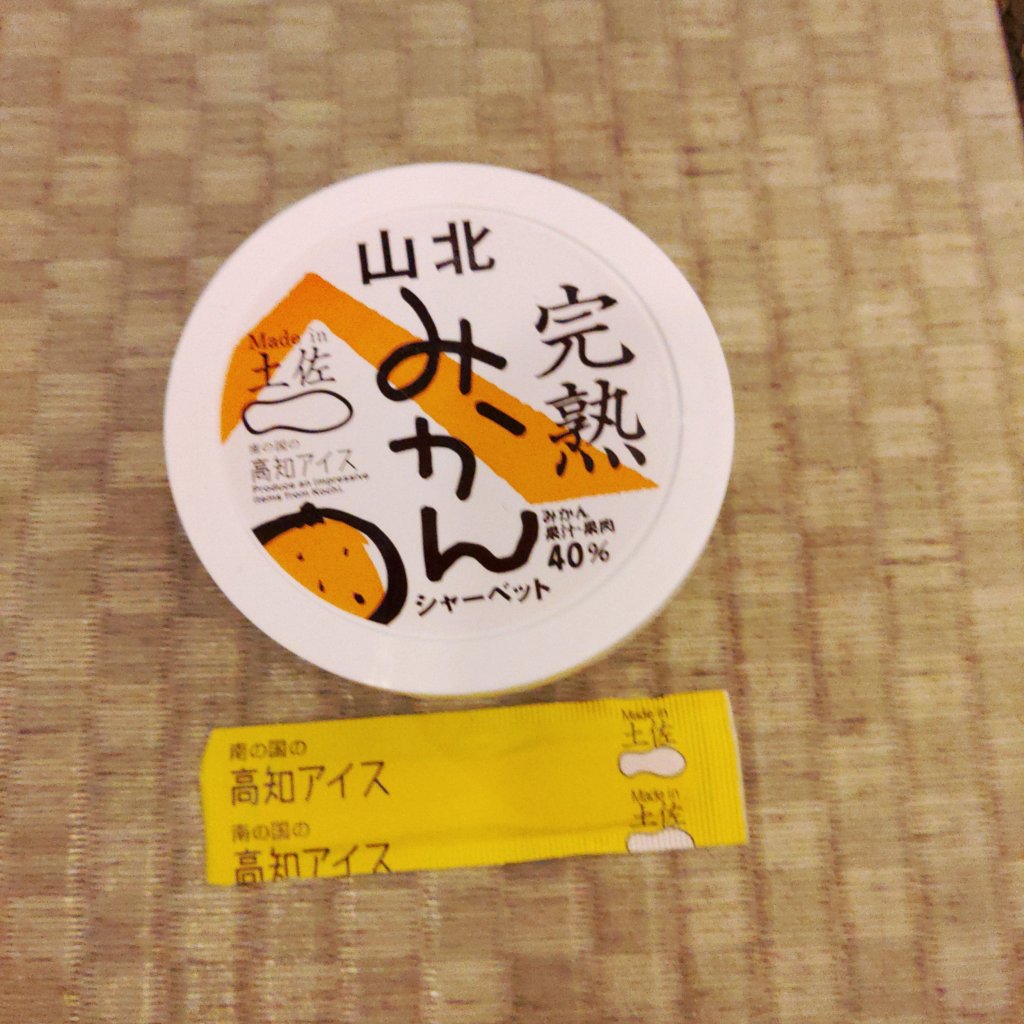 山北
みかん
完熟
Made in
土佐
南の国の
高知アイス
Produce an impressive
items from Kochi.
みかん
果汁・果肉
40%
シャーベット
南の国の
高知アイス
Made in
土佐
南の国の
高知アイス
Made in
土佐